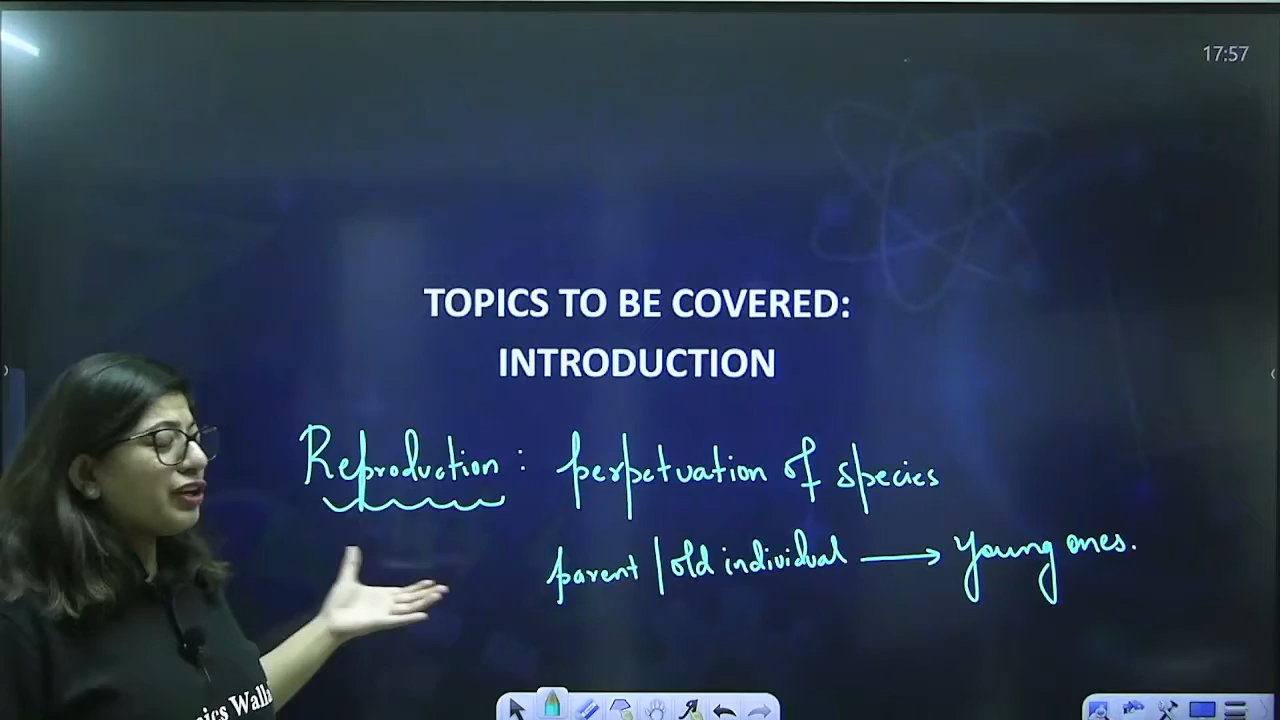 17:57
TOPICS TO BE COVERED:
INTRODUCTION
Reproduction : perpetuation of species
parent / old individual → Young ones.
ics Walla